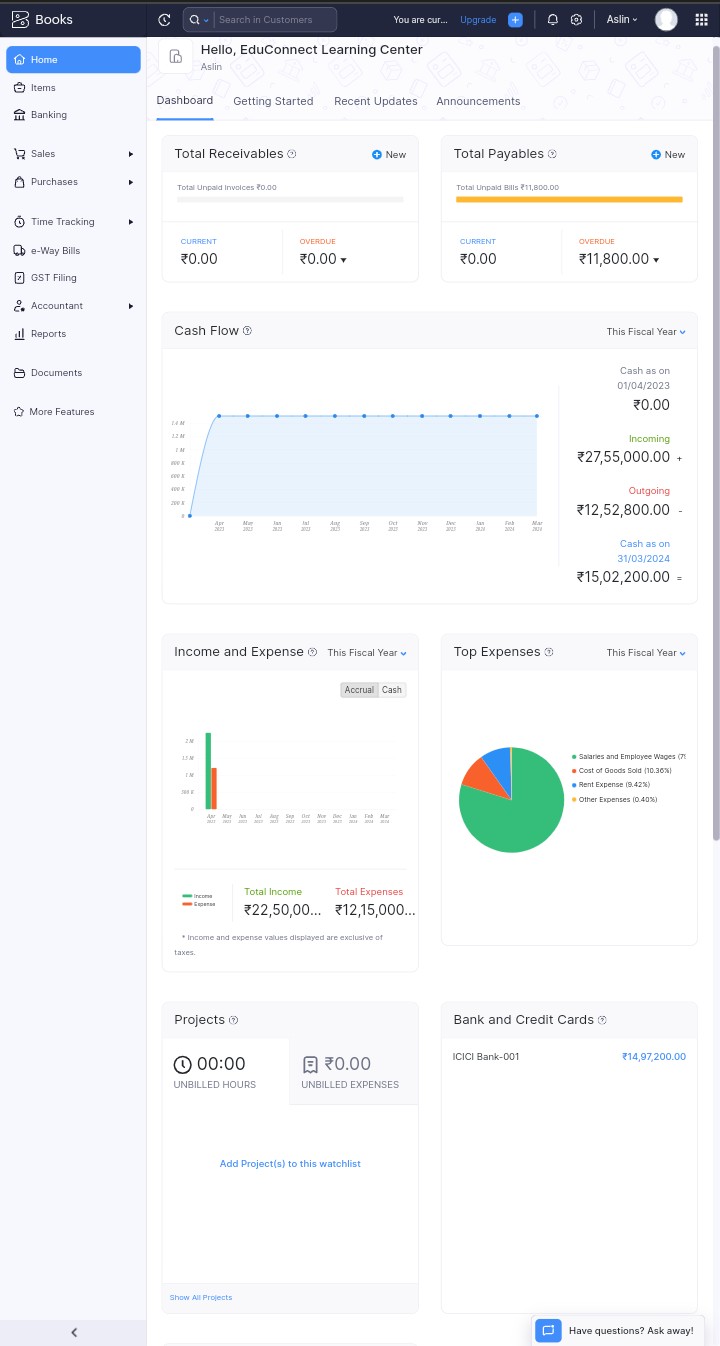 Books
Search in Customers
You are cur...
Upgrade
Aslin
Home
Items
Banking
Sales
Purchases
Time Tracking
e-Way Bills
GST Filing
Accountant
Reports
Documents
More Features
Hello, EduConnect Learning Center
Aslin
Dashboard Getting Started Recent Updates Announcements
Total Receivables New
Total Unpaid Invoices ₹0.00
CURRENT OVERDUE
₹0.00 ₹0.00
Total Payables New
Total Unpaid Bills ₹11,800.00
CURRENT OVERDUE
₹0.00 ₹11,800.00
Cash Flow This Fiscal Year
1.4 M
1.2 M
1 M
800 K
600 K
400 K
200 K
0
Apr May Jun Jul Aug Sep Oct Nov Dec Jan Feb Mar
2023 2023 2023 2023 2023 2023 2023 2023 2023 2024 2024 2024
Cash as on
01/04/2023
₹0.00
Incoming
₹27,55,000.00 +
Outgoing
₹12,52,800.00 -
Cash as on
31/03/2024
₹15,02,200.00 =
Income and Expense This Fiscal Year
Accrual Cash
2 M
1.5 M
1 M
500 K
0
Apr May Jun Jul Aug Sep Oct Nov Dec Jan Feb Mar
2023 2023 2023 2023 2023 2023 2023 2023 2023 2024 2024 2024
Income
Expense
Total Income Total Expenses
₹22,50,00... ₹12,15,000...
* Income and expense values displayed are exclusive of
taxes.
Top Expenses This Fiscal Year
Salaries and Employee Wages (79
Cost of Goods Sold (10.36%)
Rent Expense (9.42%)
Other Expenses (0.40%)
Projects
00:00 ₹0.00
UNBILLED HOURS UNBILLED EXPENSES
Add Project(s) to this watchlist
Show All Projects
Bank and Credit Cards
ICICI Bank-001 ₹14,97,200.00
Have questions? Ask away!